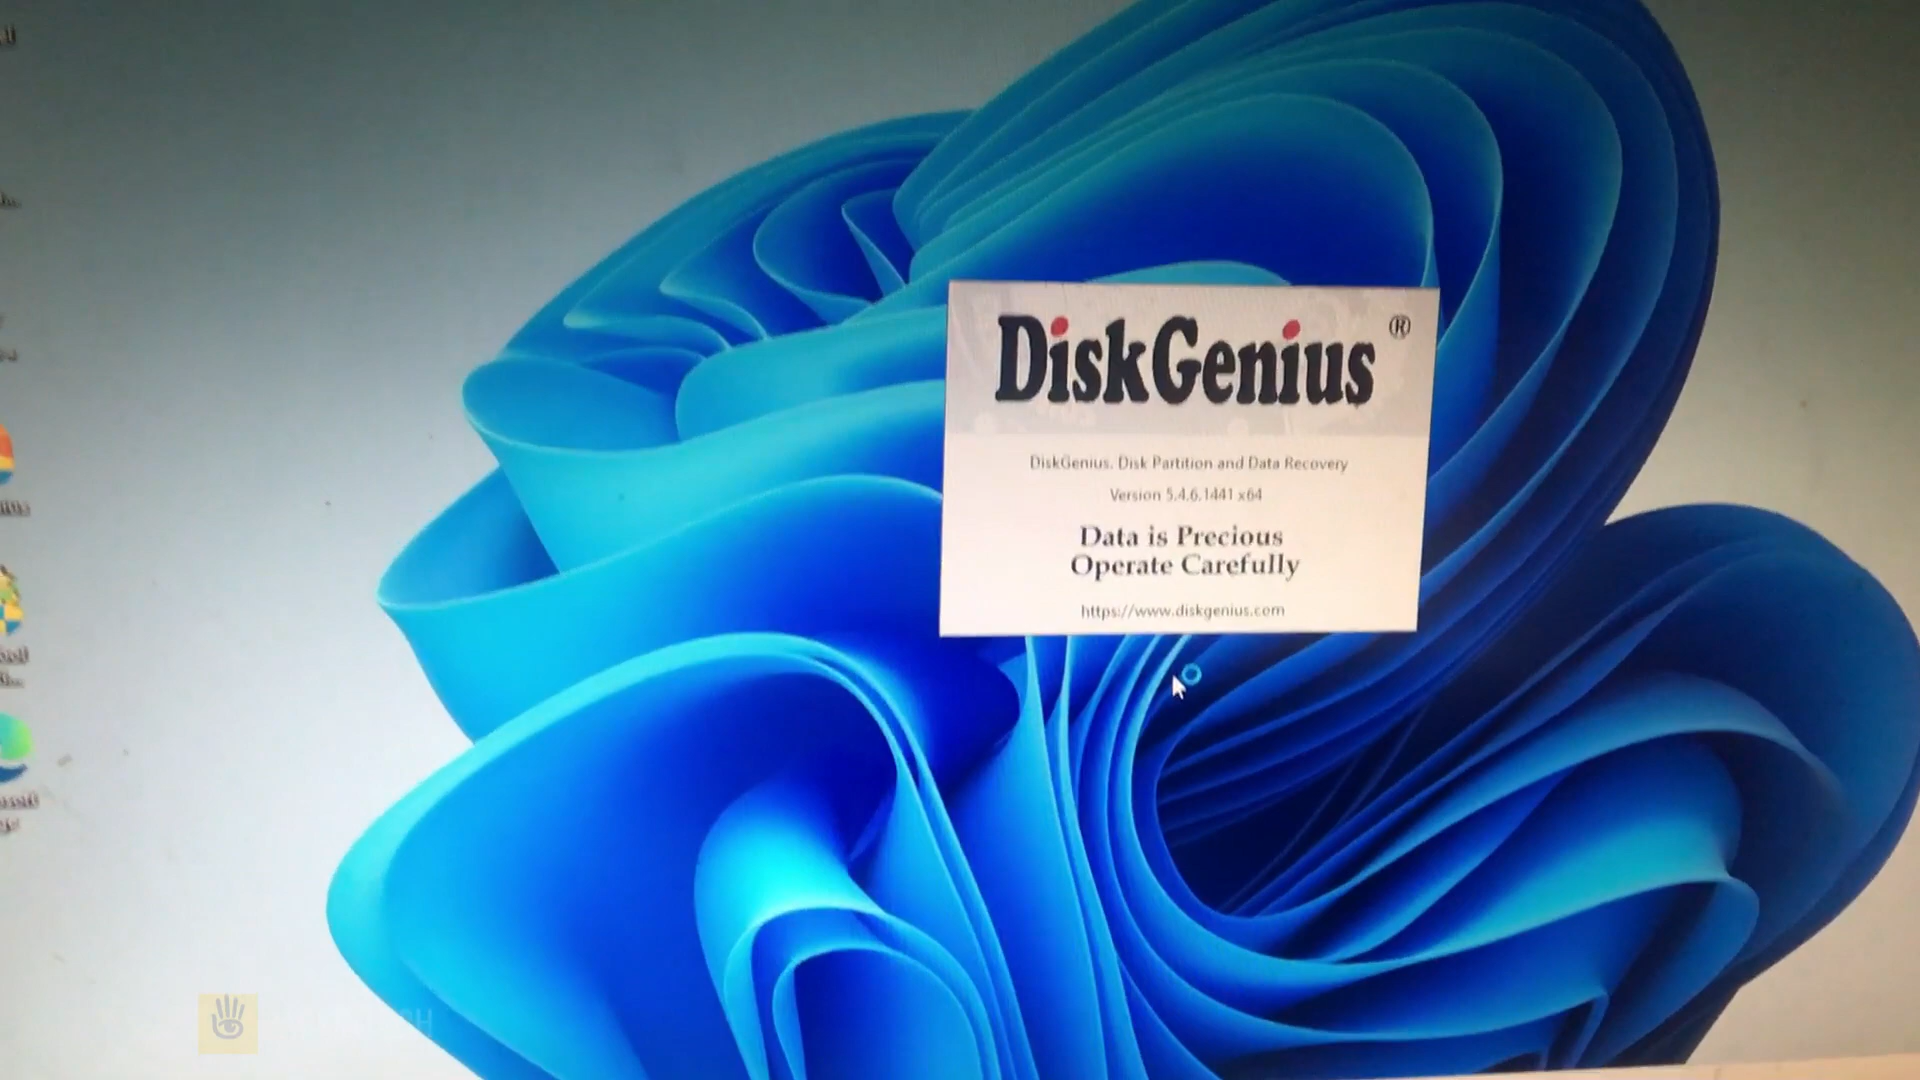 DiskGenius ®
DiskGenius. Disk Partition and Data Recovery
Version 5.4.6.1441 x64
Data is Precious
Operate Carefully
https://www.diskgenius.com